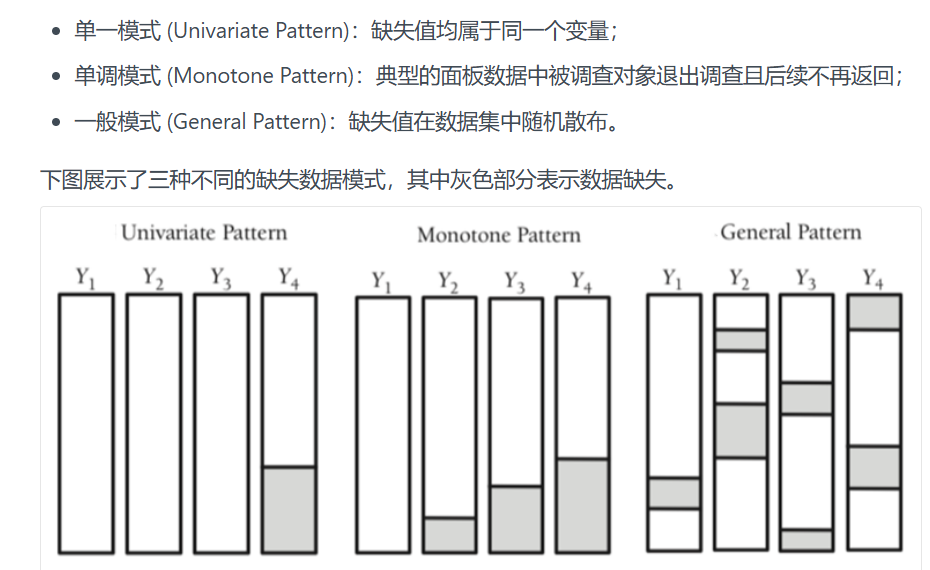 • 单一模式 (Univariate Pattern)：缺失值均属于同一个变量；
• 单调模式 (Monotone Pattern)：典型的面板数据中被调查对象退出调查且后续不再返回；
• 一般模式 (General Pattern)：缺失值在数据集中随机散布。
下图展示了三种不同的缺失数据模式，其中灰色部分表示数据缺失。
Univariate Pattern Monotone Pattern General Pattern
Y1 Y2 Y3 Y4 Y1 Y2 Y3 Y4 Y1 Y2 Y3 Y4